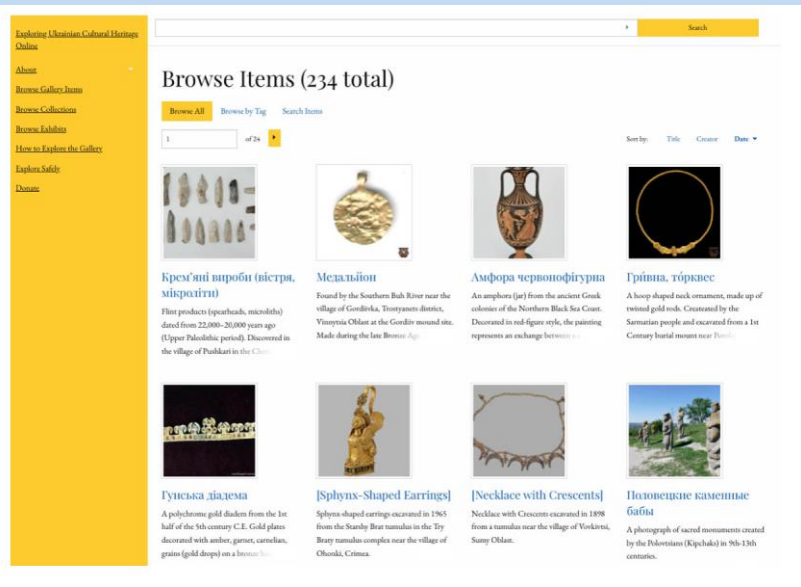 Exploring Ukrainian Cultural Heritage
Online
About
Browse Gallery Items
Browse Collections
Browse Exhibits
How to Explore the Gallery
Explore Safely
Donate
Search
Browse Items (234 total)
Browse All Browse by Tag Search Items
1 of 24
Sort by: Title Creator Date
Крем’яні вироби (вістря,
мікроліти)
Flint products (spearheads, microliths)
dated from 22,000–20,000 years ago
(Upper Paleolithic period). Discovered in
the village of Pushkari in the
Медальйон
Found by the Southern Buh River near the
village of Gordiivka, Trostyanets district,
Vinnytsia Oblast at the Gordiiv mound site.
Made during the late Bronze Age
Амфора червонофігурна
An amphora (jar) from the ancient Greek
colonies of the Northern Black Sea Coast.
Decorated in red-figure style, the painting
represents an exchange between
Гри́вна, то́рквес
A hoop shaped neck ornament, made up of
twisted gold rods. Createated by the
Sarmatian people and excavated from a 1st
Century burial mount near
Гунська діадема
A polychrome gold diadem from the 1st
half of the 5th century C.E. Gold plates
decorated with amber, garnet, carnelian,
grains (gold drops) on a bronze
[Sphynx-Shaped Earrings]
Sphynx-shaped earrings excavated in 1965
from the Starshy Brat tumulus in the Try
Braty tumulus complex near the village of
Ohonki, Crimea.
[Necklace with Crescents]
Necklace with Crescents excavated in 1898
from a tumulus near the village of Vovkivtsi,
Sumy Oblast.
Половецкие каменные
бабы
A photograph of sacred monuments created
by the Polovtsians (Kipchaks) in 9th-13th
centuries.